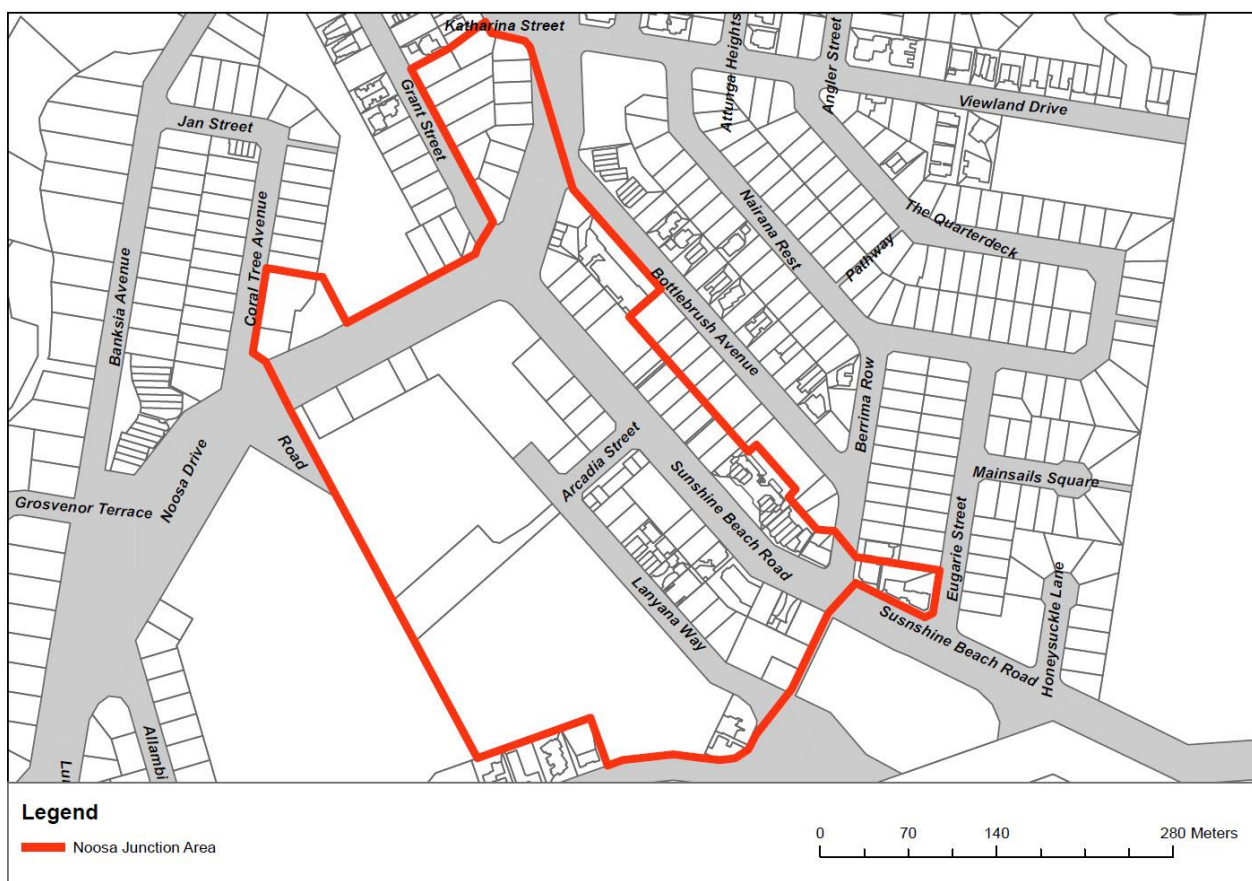 Katharina Street
Attunga Heights
Angler Street
Grant Street
Viewland Drive
Jan Street
Nairana Rest
The Quarterdeck
Coral Tree Avenue
Pathway
Banksia Avenue
Bottlebrush Avenue
Berrima Row
Road
Arcadia Street
Sunshine Beach Road
Mainsails Square
Noosa Drive
Grosvenor Terrace
Eugarie Street
Lanyana Way
Susnshine Beach Road
Honeysuckle Lane
Allambi
Legend
Noosa Junction Area
0 70 140 280 Meters